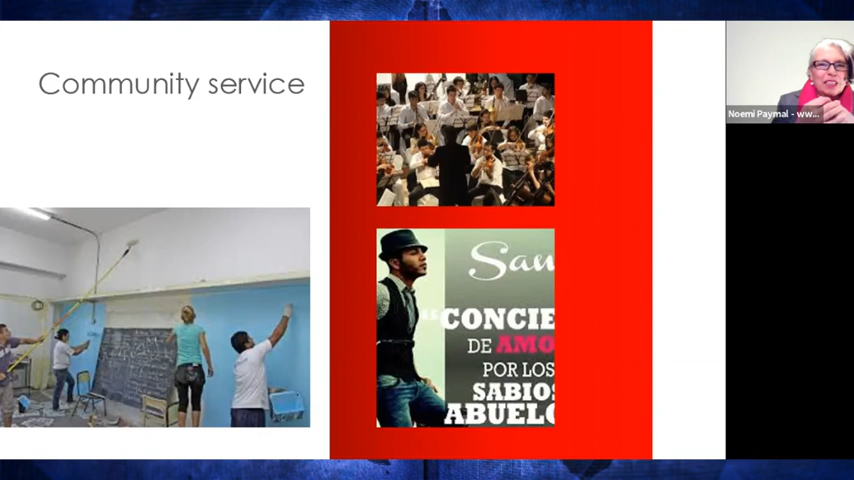 Community service
Noemi Paymal - ww...
San
"CONCIE
DE AMO
POR LOS
SABIOS
ABUELO